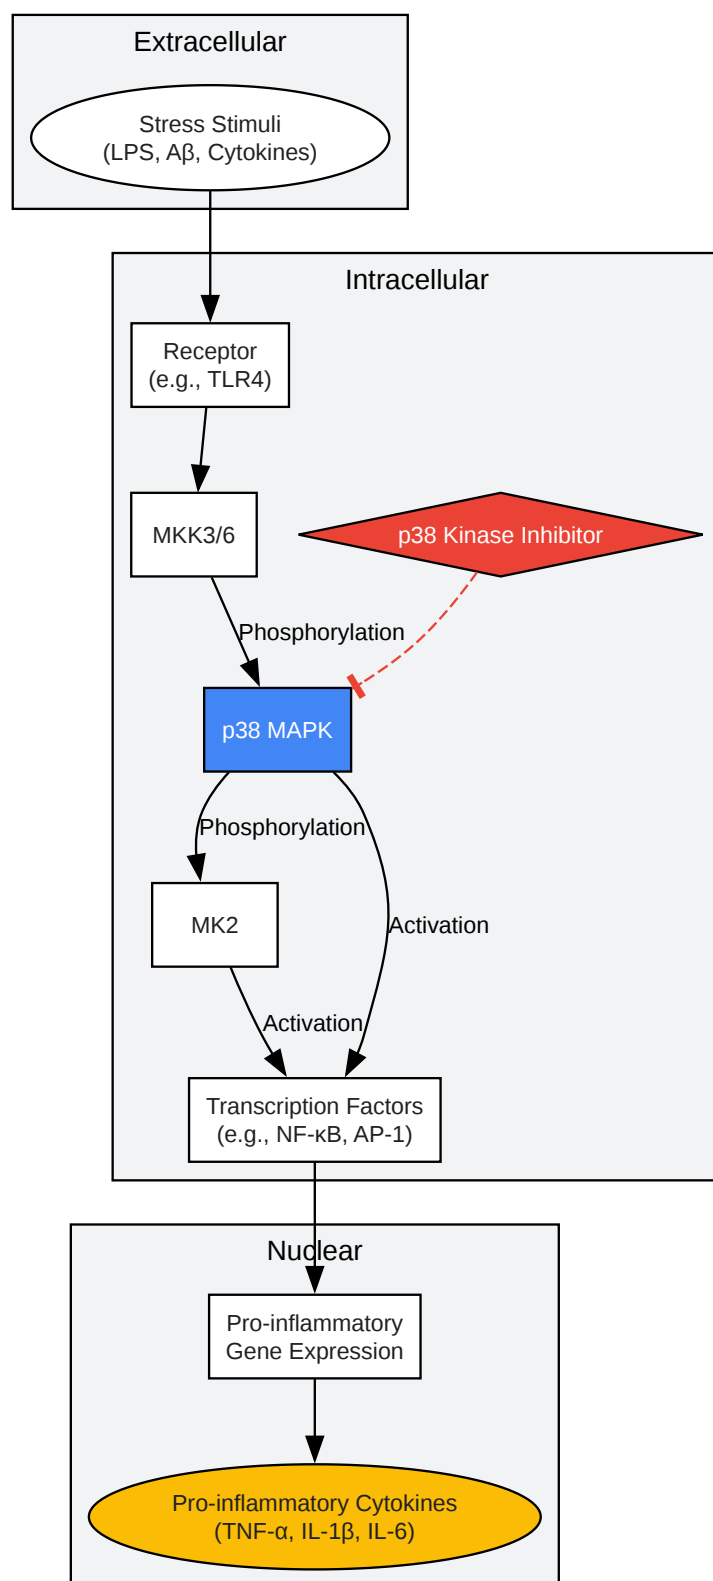 Extracellular
Stress Stimuli
(LPS, Aβ, Cytokines)
Intracellular
Receptor
(e.g., TLR4)
MKK3/6
p38 Kinase Inhibitor
Phosphorylation
p38 MAPK
Phosphorylation
MK2
Activation
Activation
Transcription Factors
(e.g., NF-κB, AP-1)
Nuclear
Pro-inflammatory
Gene Expression
Pro-inflammatory Cytokines
(TNF-α, IL-1β, IL-6)